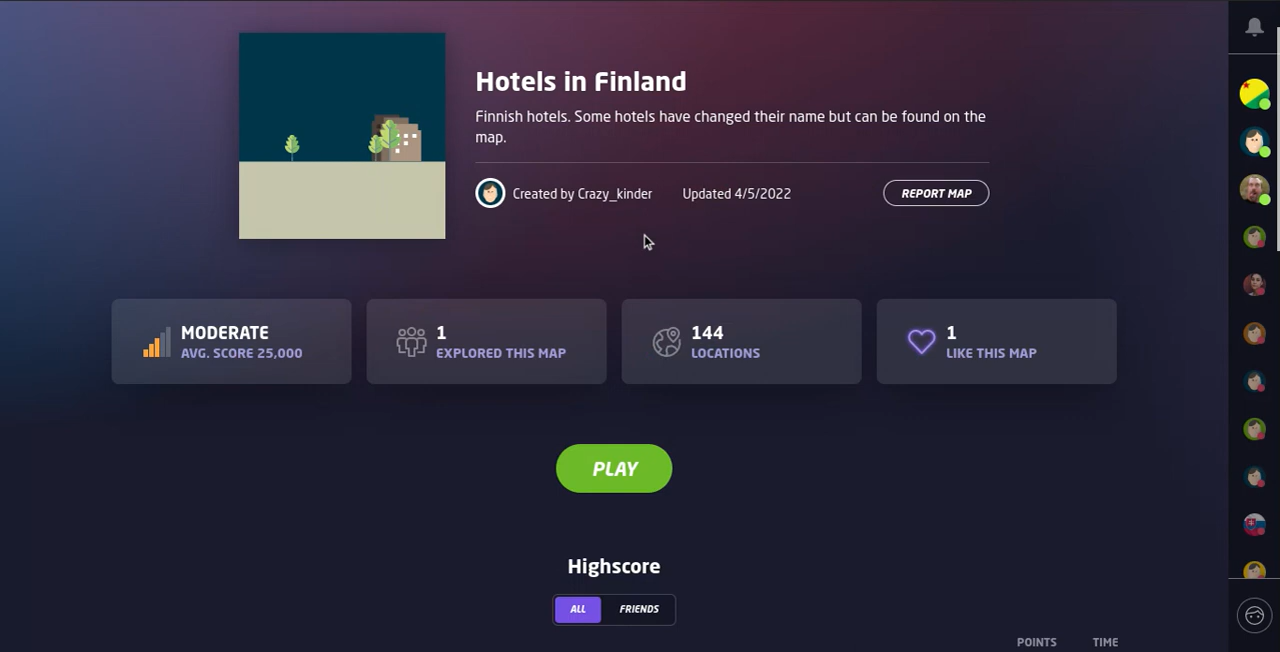 Hotels in Finland
Finnish hotels. Some hotels have changed their name but can be found on the
map.
Created by Crazy_kinder
Updated 4/5/2022
REPORT MAP
MODERATE
AVG. SCORE 25,000
1
EXPLORED THIS MAP
144
LOCATIONS
1
LIKE THIS MAP
PLAY
Highscore
ALL
FRIENDS
POINTS
TIME